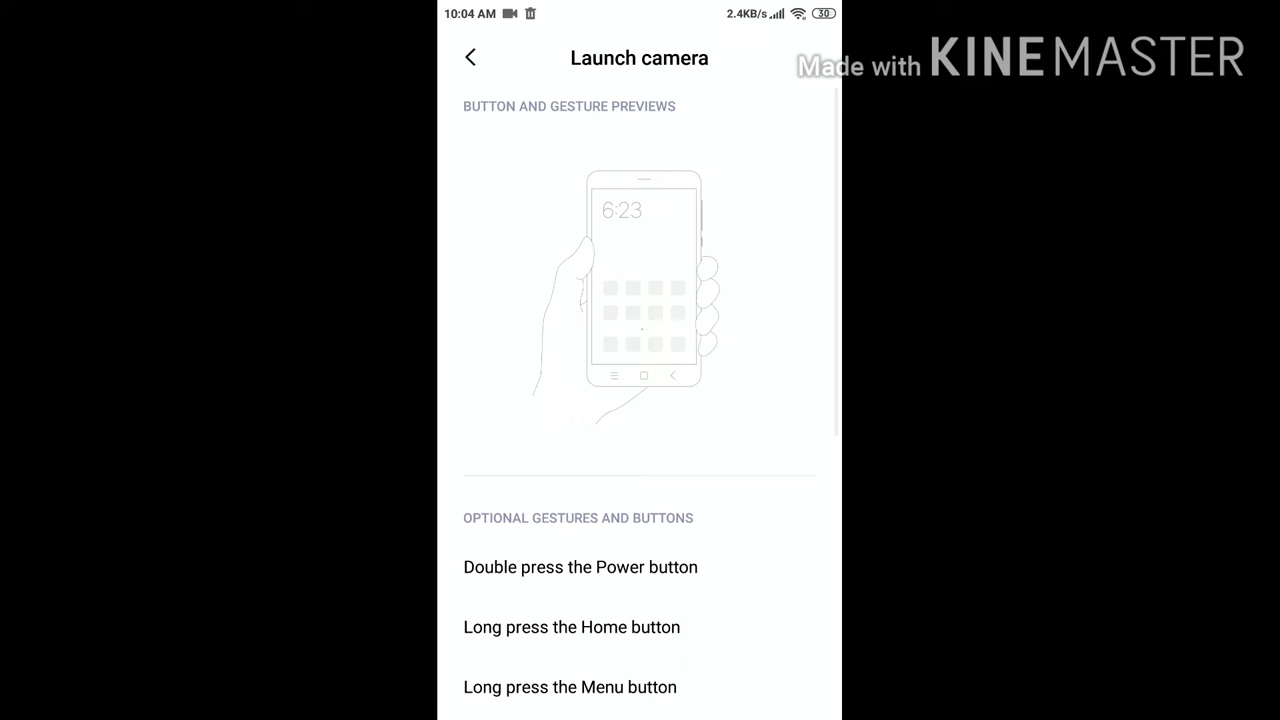 10:04 AM 2.4KB/s 30
Launch camera
Made with KINEMASTER
BUTTON AND GESTURE PREVIEWS
6:23
OPTIONAL GESTURES AND BUTTONS
Double press the Power button
Long press the Home button
Long press the Menu button